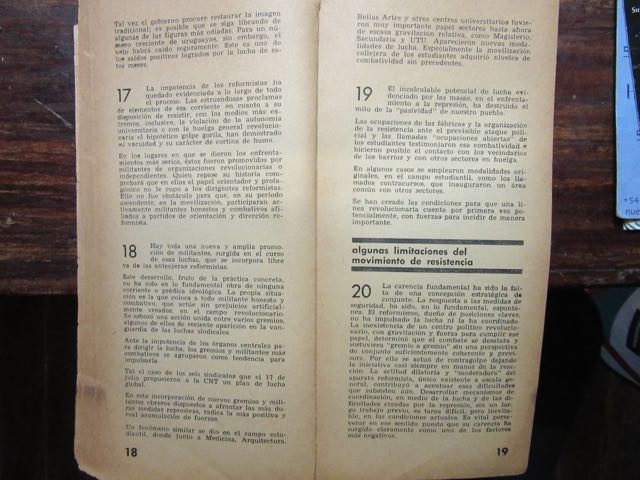 Tal vez el gobierno procure restaurar la imagen
tradicional; es posible que se siga librando de
algunas de las figuras más odiadas. Para un nú-
mero creciente de uruguayos, sin embargo, el
velo habrá caído seguramente. Este es uno de
los saldos positivos logrados por la lucha de es-
tos meses.
17 La impotencia de los reformistas ha
quedado evidenciada a lo largo de todo
el proceso. Las estruendosas proclamas
de elementos de esa corriente en cuanto a su
disposición de resistir, con los medios más ex-
tremos, inclusive, la violación de la autonomía
universitaria o con la huelga general revolucio-
naria el hipotético golpe gorila, han demostrado
su vacuidad y su carácter de cortina de humo.
En los lugares en que se dieron los enfrenta-
mientos más serios, éstos fueron promovidos por
militantes de organizaciones revolucionarias o
independientes. Quien repase su historia com-
probará que en ellos el papel orientador y prota-
gónico no le cupo a los dirigentes reformistas.
Ello no fue obstáculo para que, en su período
ascendente, en la movilización, participaran ac-
tivamente militantes honestos y combativos afi-
liados a partidos de orientación y dirección re-
formista.
18 Hay toda una nueva y amplia promo-
ción de militantes, surgida en el curso
de esas luchas, que se incorpora libre
ya de las anteojeras reformistas.
Este desarrollo, fruto de la práctica concreta,
no ha sido en lo fundamental obra de ninguna
corriente o prédica ideológica. La propia situa-
ción es la que coloca a todo militante honesto y
combativo, que actúe sin prejuicios artificial-
mente creados, en el campo revolucionario.
Se esbozó una acción unida entre varios gremios,
algunos de ellos de reciente aparición en la van-
guardia de las luchas sindicales.
Ante la impotencia de los órganos centrales pa-
ra dirigir la lucha, los gremios y militantes más
combativos se agruparon como tendencia para
impulsarla.
Tal el caso de los seis sindicatos que el 17 de
julio propusieron a la CNT un plan de lucha
global.
En esta incorporación de nuevos gremios y mili-
tantes obreros dispuestos a afrontar las más du-
ras medidas represivas, radica la más positiva y
real acumulación de fuerzas.
Un fenómeno similar se dio en el campo estu-
diantil, donde junto a Medicina, Arquitectura,
18
Bellas Artes y otros centros universitarios tuvie-
ron muy importante papel sectores hasta ahora
de escasa gravitación relativa, como Magisterio,
Secundaria y UTU. Aparecieron nuevas moda-
lidades de lucha. Especialmente la movilización
callejera de los estudiantes adquirió niveles de
combatividad sin precedentes.
19 El incalculable potencial de lucha evi-
denciado por las masas, en el enfrenta-
miento a la represión, ha destruido el
mito de la "pasividad" de nuestro pueblo.
Las ocupaciones de las fábricas y la organización
de la resistencia ante el previsible ataque poli-
cial y las llamadas "ocupaciones abiertas" de
los estudiantes testimoniaron esa combatividad e
hicieron posible el contacto con los vecindarios
de los barrios y con otros sectores en huelga.
En algunos casos se emplearon modalidades ori-
ginales, en el campo estudiantil, como los lla-
mados contracursos, que inauguraron un área
común con otros sectores.
Se han creado las condiciones para que una lí-
nea revolucionaria cuente por primera vez po-
tencialmente, con fuerzas para incidir de manera
importante.
algunas limitaciones del
movimiento de resistencia
20 La carencia fundamental ha sido la fal-
ta de una concepción estratégica de
conjunto. La respuesta a las medidas de
seguridad, ha sido, en lo fundamental, espontá-
nea. El reformismo, dueño de posiciones claves,
no ha impulsado la lucha ni la ha coordinado.
La inexistencia de un centro político revolucio-
nario, con gravitación y fuerza para cumplir ese
papel, determinó que el combate se desatara y
sostuviera "gremio a gremio" en una perspectiva
de conjunto suficientemente coherente y previ-
sora. Por ello se actuó de contragolpe dejando
la iniciativa casi siempre en manos de la reac-
ción. La actitud dilatoria y "moderadora" del
aparato reformista, único existente a escala ge-
neral, contribuyó a acentuar esas dificultades
que subsisten aún. Desarrollar mecanismos de
coordinación, en medio de la lucha y de las di-
ficultades creadas por la represión, sin un lar-
go trabajo previo, es tarea difícil, pero inevita-
ble, en las condiciones actuales. Es vital perse-
verar en ese sentido puesto que su carencia ha
surgido claramente como uno de los factores
más negativos.
19
+54
nue